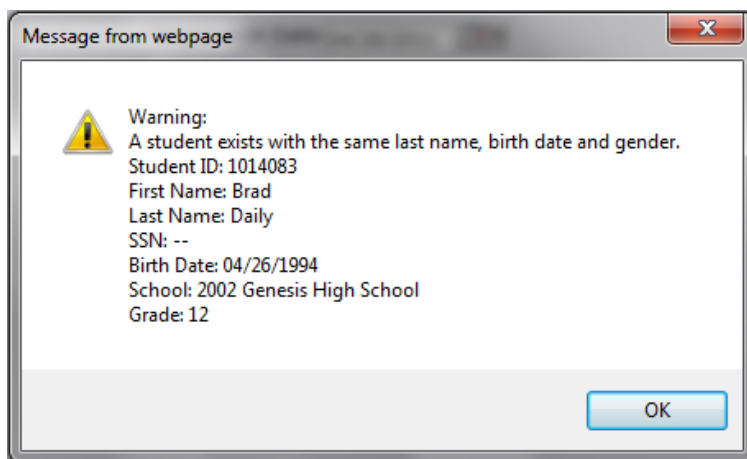 Message from webpage
Warning:
A student exists with the same last name, birth date and gender.
Student ID: 1014083
First Name: Brad
Last Name: Daily
SSN: --
Birth Date: 04/26/1994
School: 2002 Genesis High School
Grade: 12
OK